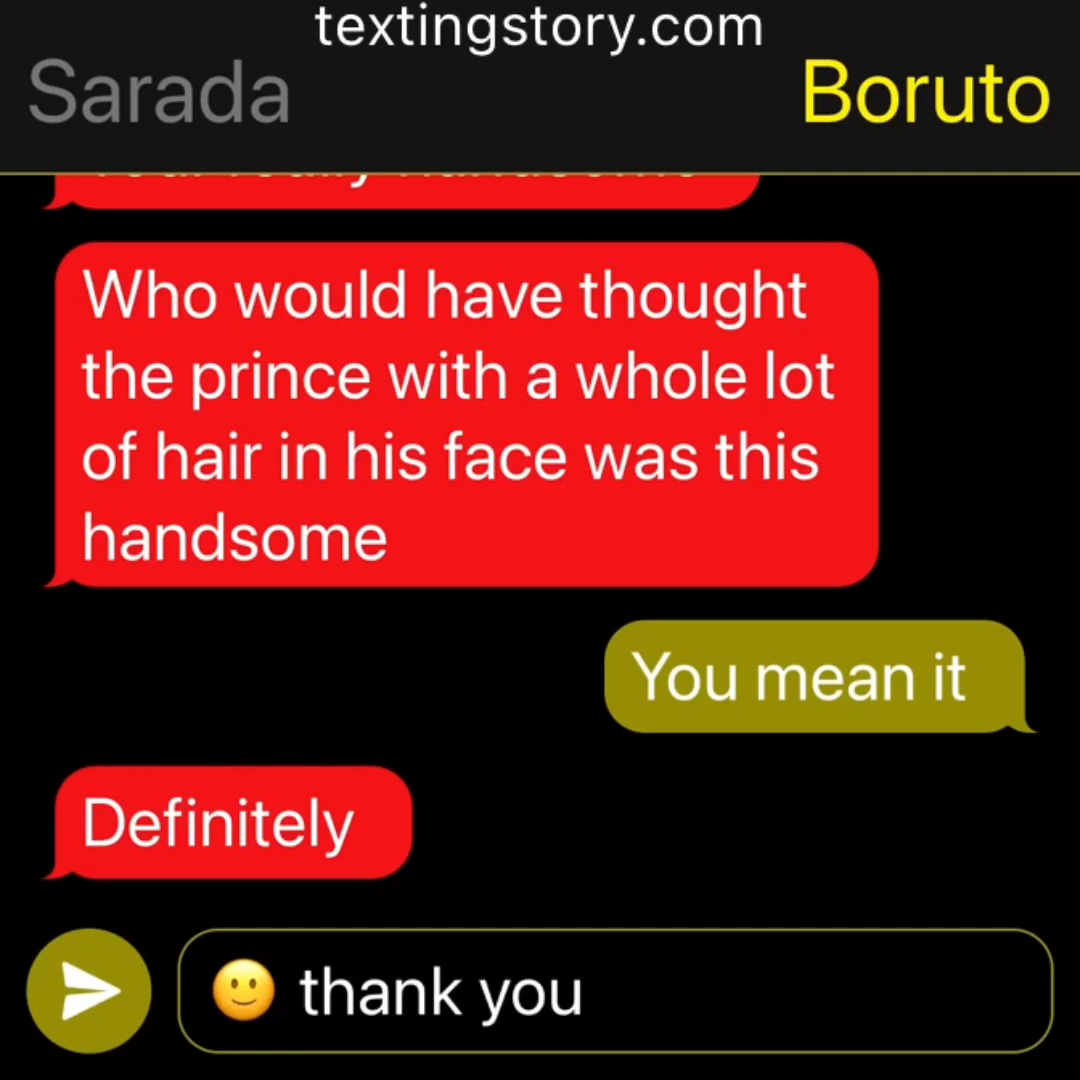 textingstory.com
Sarada
Boruto
Who would have thought
the prince with a whole lot
of hair in his face was this
handsome
You mean it
Definitely
🙂 thank you